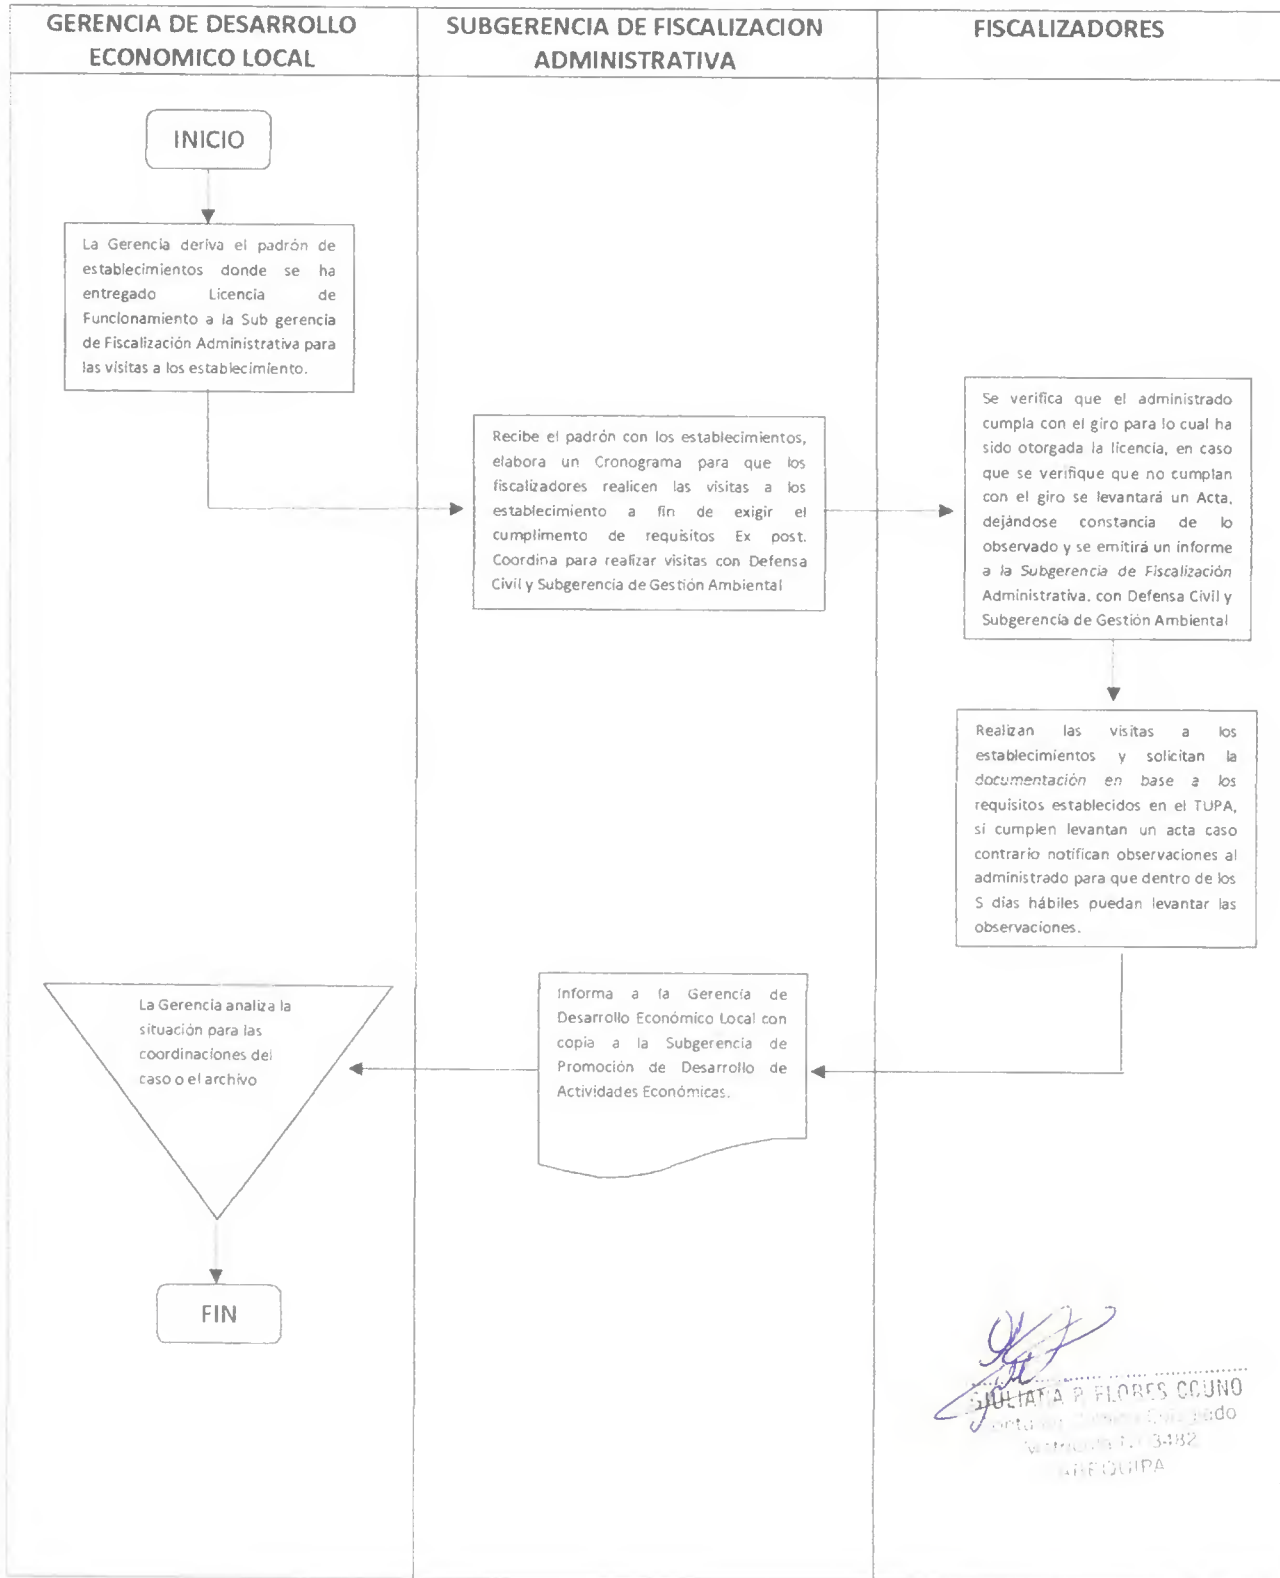 GERENCIA DE DESARROLLO
ECONOMICO LOCAL
SUBGERENCIA DE FISCALIZACION
ADMINISTRATIVA
FISCALIZADORES
INICIO
La Gerencia deriva el padrón de
establecimientos donde se ha
entregado Licencia de
Funcionamiento a la Sub gerencia
de Fiscalización Administrativa para
las visitas a los establecimiento.
Recibe el padrón con los establecimientos,
elabora un Cronograma para que los
fiscalizadores realicen las visitas a los
establecimiento a fin de exigir el
cumplimento de requisitos Ex post.
Coordina para realizar visitas con Defensa
Civil y Subgerencia de Gestión Ambiental
Se verifica que el administrado
cumpla con el giro para lo cual ha
sido otorgada la licencia, en caso
que se verifique que no cumplan
con el giro se levantará un Acta,
dejándose constancia de lo
observado y se emitirá un informe
a la Subgerencia de Fiscalización
Administrativa. con Defensa Civil y
Subgerencia de Gestión Ambiental
Realizan las visitas a los
establecimientos y solicitan la
documentación en base a los
requisitos establecidos en el TUPA,
si cumplen levantan un acta caso
contrario notifican observaciones al
administrado para que dentro de los
5 días hábiles puedan levantar las
observaciones.
Informa a la Gerencia de
Desarrollo Económico Local con
copia a la Subgerencia de
Promoción de Desarrollo de
Actividades Económicas.
La Gerencia analiza la
situación para las
coordinaciones del
caso o el archivo
FIN
GIULIANA P. FLORES CCUNO
3482
AREQUIPA